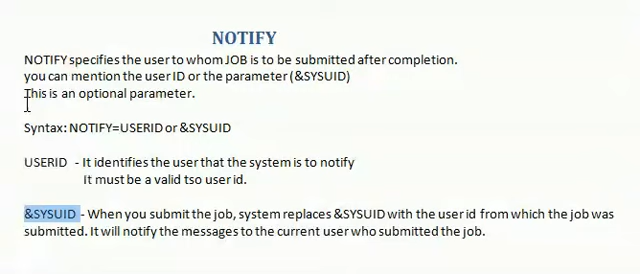 NOTIFY
NOTIFY specifies the user to whom JOB is to be submitted after completion.
you can mention the user ID or the parameter (&SYSUID)
This is an optional parameter.
Syntax: NOTIFY=USERID or &SYSUID
USERID - It identifies the user that the system is to notify
It must be a valid tso user id.
&SYSUID - When you submit the job, system replaces &SYSUID with the user id from which the job was
submitted. It will notify the messages to the current user who submitted the job.